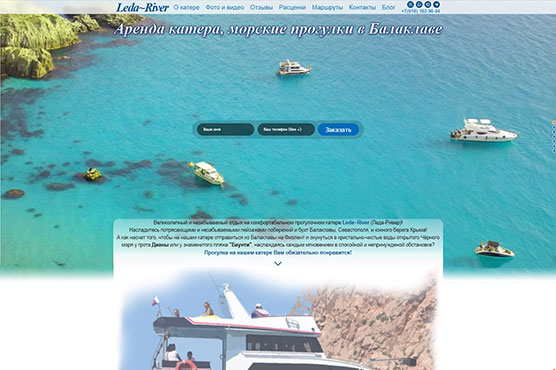 Leda~River О катере Фото и видео Отзывы Расценки Маршруты Контакты Блог
+7(918) 163 96 44
Аренда катера, морские прогулки в Балаклаве
Ваше имя Ваш телефон (без +) Заказать
Великолепный и незабываемый отдых на комфортабельном прогулочном катере Leda~River (Леда-Ривер)!
Насладитесь потрясающими и незабываемыми пейзажами побережий и бухт Балаклавы, Севастополя, и южного берега Крыма!
А как насчет того, чтобы на нашем катере отправиться из Балаклавы на Фиолент и окунуться в кристально-чистые воды открытого Черного
моря у грота Дианы или у знаменитого пляжа "Баунти", наслаждаясь каждым мгновением в спокойной и непринужденной обстановке?
Прогулка на нашем катере Вам обязательно понравится!